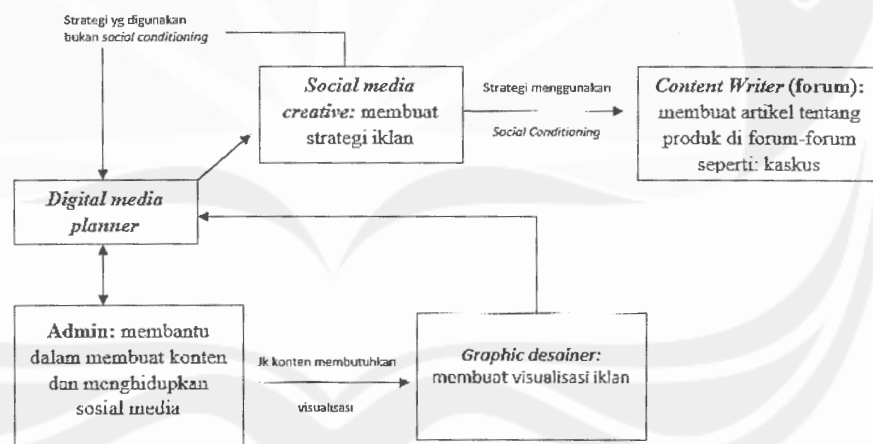 Strategi yg digunakan
bukan social conditioning
Social media
creative: membuat
strategi iklan
Strategi menggunakan
Social Conditioning
Content Writer (forum):
membuat artikel tentang
produk di forum-forum
seperti: kaskus
Digital media
planner
Admin: membantu
dalam membuat konten
dan menghidupkan
sosial media
Jk konten membutuhkan
visualisasi
Graphic desainer:
membuat visualisasi iklan